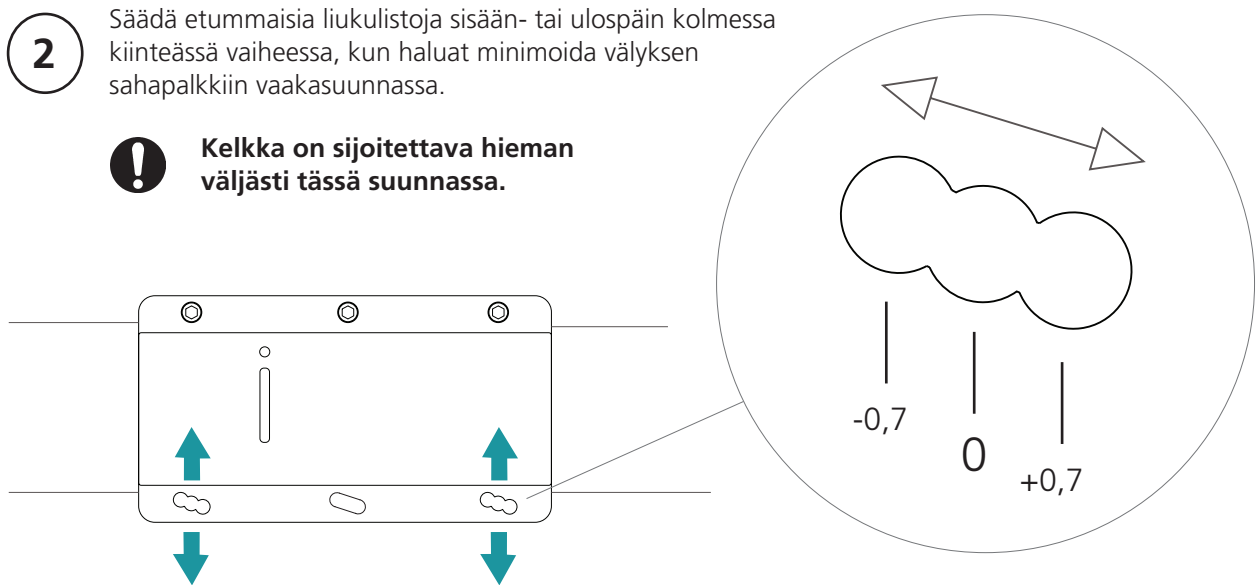 2
Säädä etummaisia liukulistoja sisään- tai ulospäin kolmessa
kiinteässä vaiheessa, kun haluat minimoida välyksen
sahapalkkiin vaakasuunnassa.
Kelkka on sijoitettava hieman
väljästi tässä suunnassa.
-0,7
0
+0,7